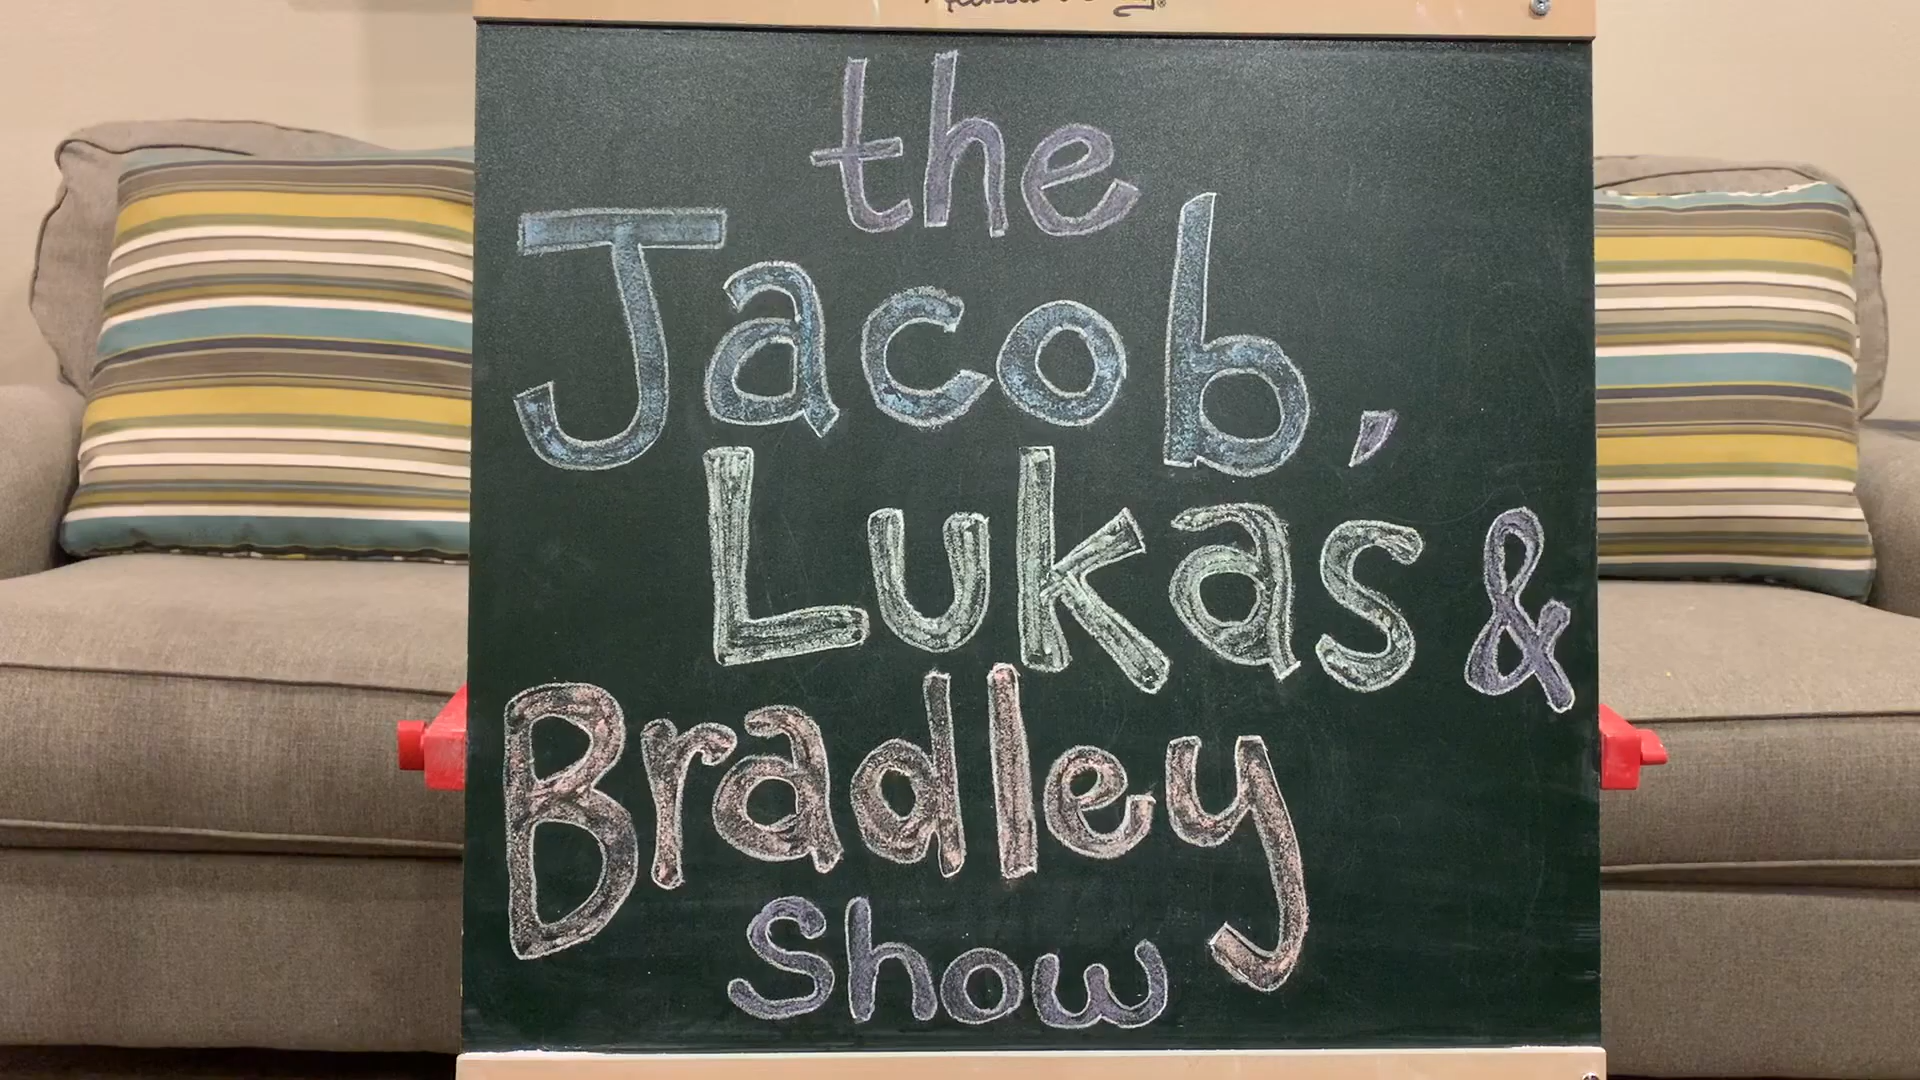 the
Jacob,
Lukas &
Bradley
show